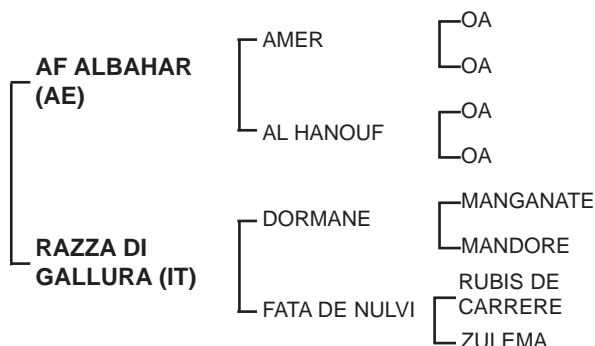 OA
AMER
OA
AF ALBAHAR
(AE)
OA
AL HANOUF
OA
MANGANATE
DORMANE
MANDORE
RAZZA DI
GALLURA (IT)
RUBIS DE
CARRERE
FATA DE NULVI
ZULEMA